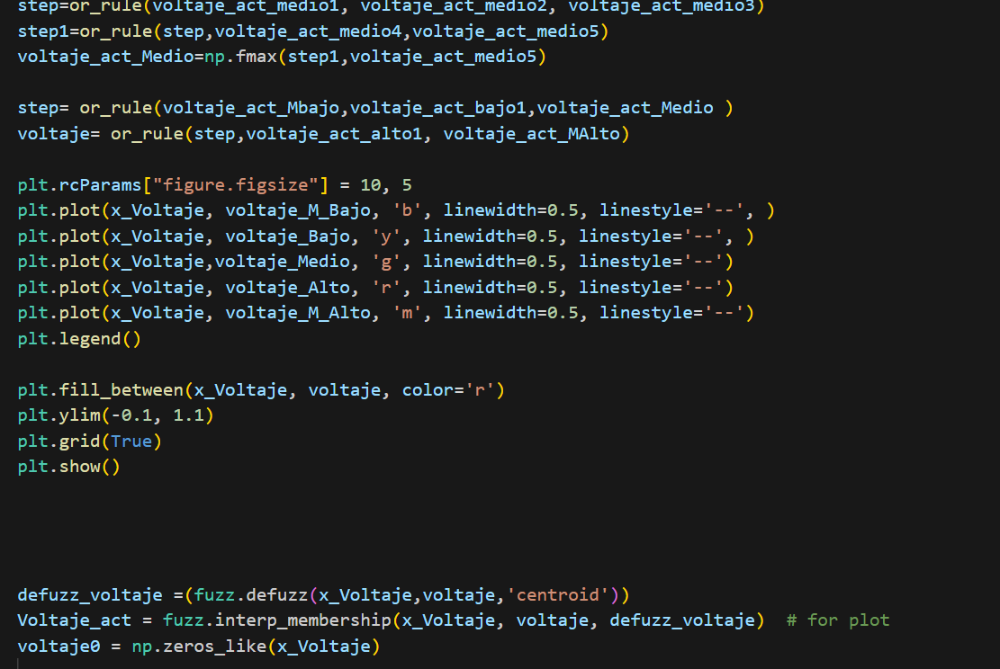 step=or_rule(voltaje_act_medio1, voltaje_act_medio2, voltaje_act_medio3)
step1=or_rule(step,voltaje_act_medio4,voltaje_act_medio5)
voltaje_act_Medio=np.fmax(step1,voltaje_act_medio5)
step= or_rule(voltaje_act_Mbajo,voltaje_act_bajo1,voltaje_act_Medio )
voltaje= or_rule(step,voltaje_act_alto1, voltaje_act_MAlto)
plt.rcParams["figure.figsize"] = 10, 5
plt.plot(x_Voltaje, voltaje_M_Bajo, 'b', linewidth=0.5, linestyle='--', )
plt.plot(x_Voltaje, voltaje_Bajo, 'y', linewidth=0.5, linestyle='--', )
plt.plot(x_Voltaje,voltaje_Medio, 'g', linewidth=0.5, linestyle='--')
plt.plot(x_Voltaje, voltaje_Alto, 'r', linewidth=0.5, linestyle='--')
plt.plot(x_Voltaje, voltaje_M_Alto, 'm', linewidth=0.5, linestyle='--')
plt.legend()
plt.fill_between(x_Voltaje, voltaje, color='r')
plt.ylim(-0.1, 1.1)
plt.grid(True)
plt.show()
defuzz_voltaje =(fuzz.defuzz(x_Voltaje,voltaje,'centroid'))
Voltaje_act = fuzz.interp_membership(x_Voltaje, voltaje, defuzz_voltaje)  # for plot
voltaje0 = np.zeros_like(x_Voltaje)